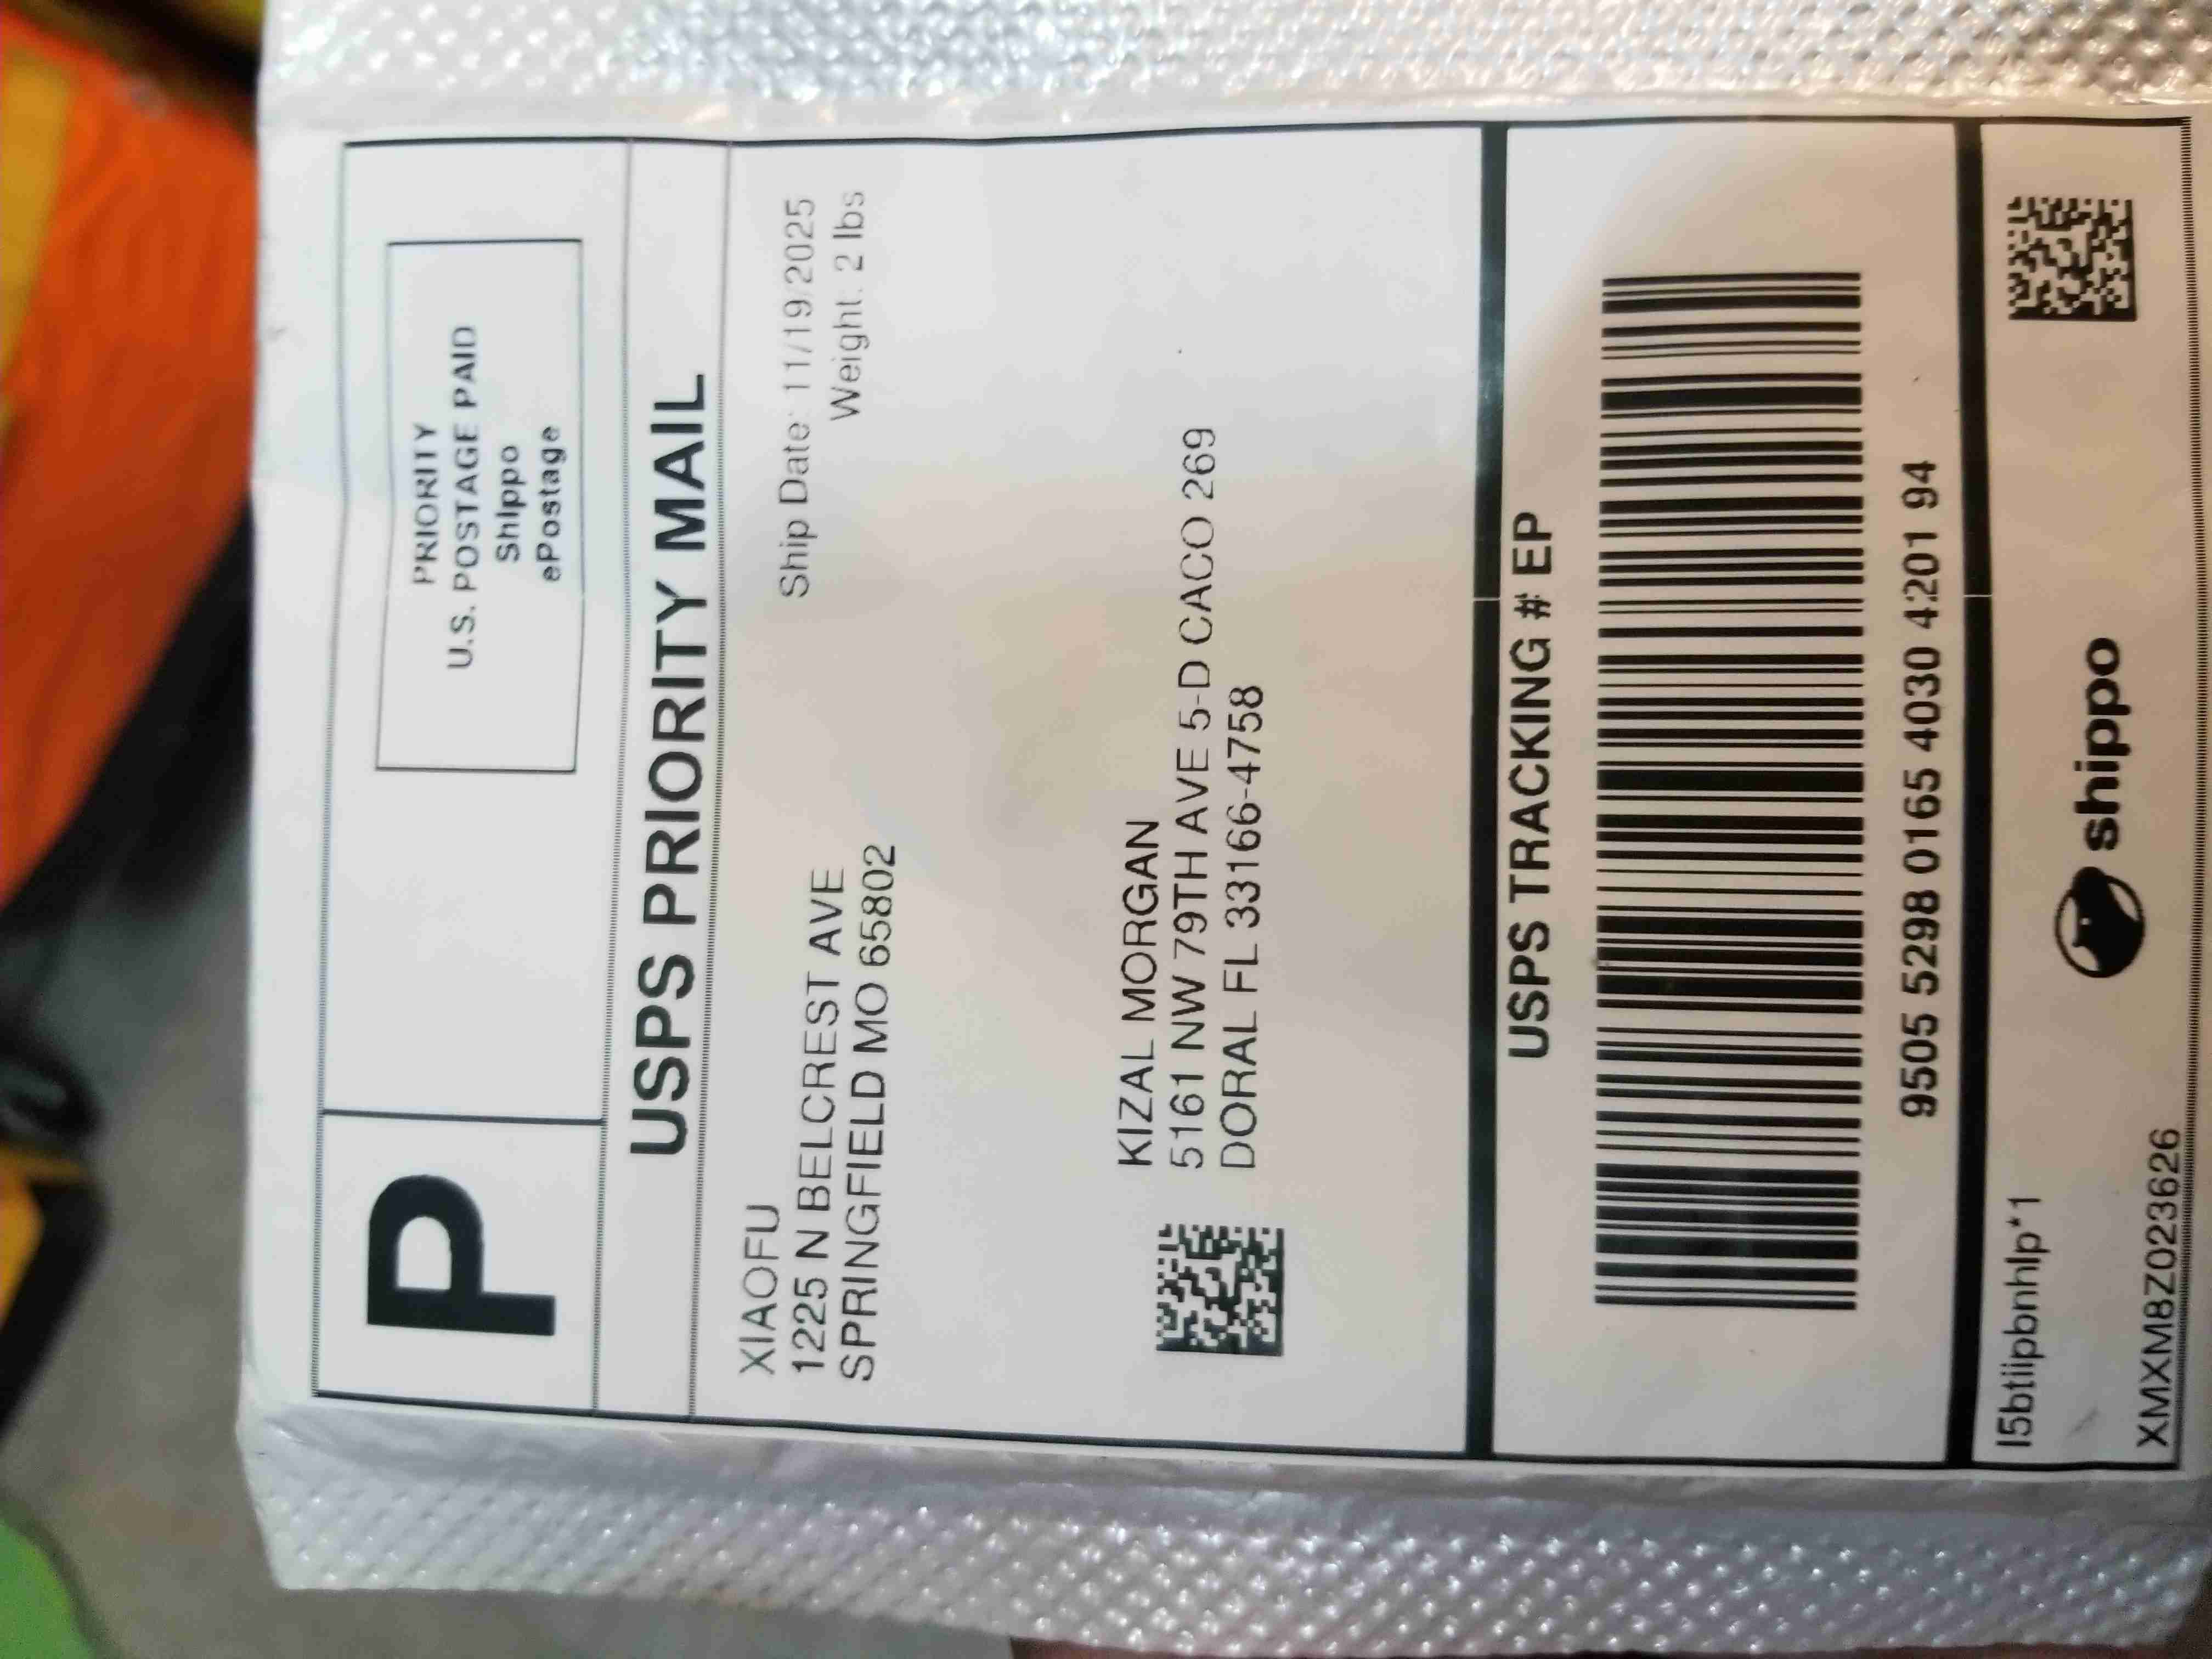 P
PRIORITY
U.S. POSTAGE PAID
Shippo
ePostage
USPS PRIORITY MAIL
XIAOFU
1225 N BELCREST AVE
SPRINGFIELD MO 65802
Ship Date: 11/19/2025
Weight: 2 lbs
KIZAL MORGAN
5161 NW 79TH AVE 5-D CACO 269
DORAL FL 33166-4758
USPS TRACKING # EP
9505 5298 0165 4030 4201 94
l5btiipbnhlp*1
shippo
XMXM8Z023626